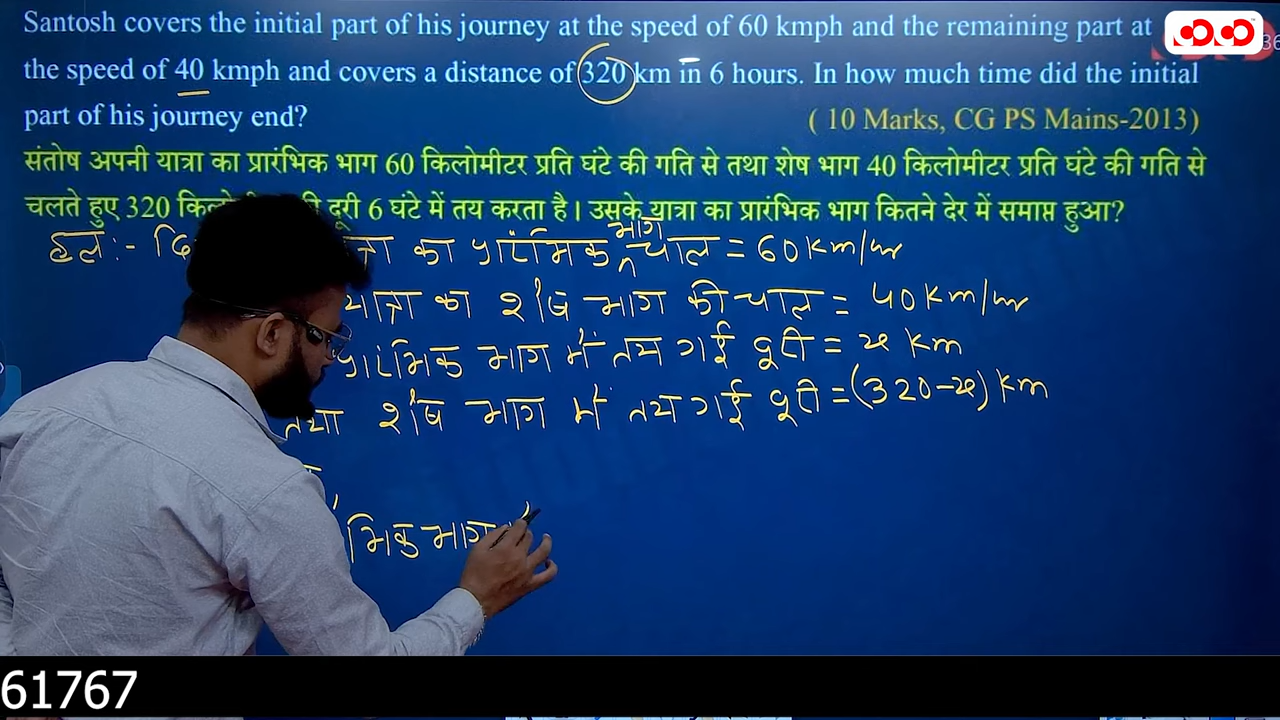 Santosh covers the initial part of his journey at the speed of 60 kmph and the remaining part at
the speed of 40 kmph and covers a distance of 320 km in 6 hours. In how much time did the initial
part of his journey end? ( 10 Marks, CG PS Mains-2013)
संतोष अपनी यात्रा का प्रारंभिक भाग 60 किलोमीटर प्रति घंटे की गति से तथा शेष भाग 40 किलोमीटर प्रति घंटे की गति से
चलते हुए 320 दूरी 6 घंटे में तय करता है। उसके यात्रा का प्रारंभिक भाग कितने देर में समाप्त हुआ?
हल:- का प्रारंभिक भाग चाल = 60 km/hr
यात्रा का शेष भाग की चाल = 40 km/hr
प्रारंभिक भाग में तय गई दूरी = x km
तथा शेष भाग में तय गई दूरी = (320-x) km
भाग
61767